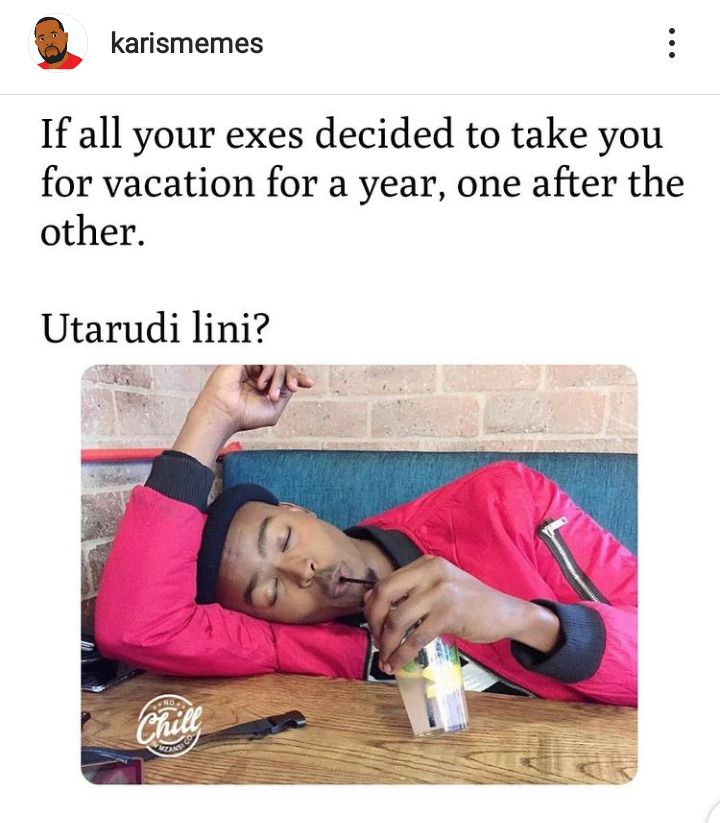 karismemes
If all your exes decided to take you
for vacation for a year, one after the
other.
Utarudi lini?
NO
Chill
MZANSI CO